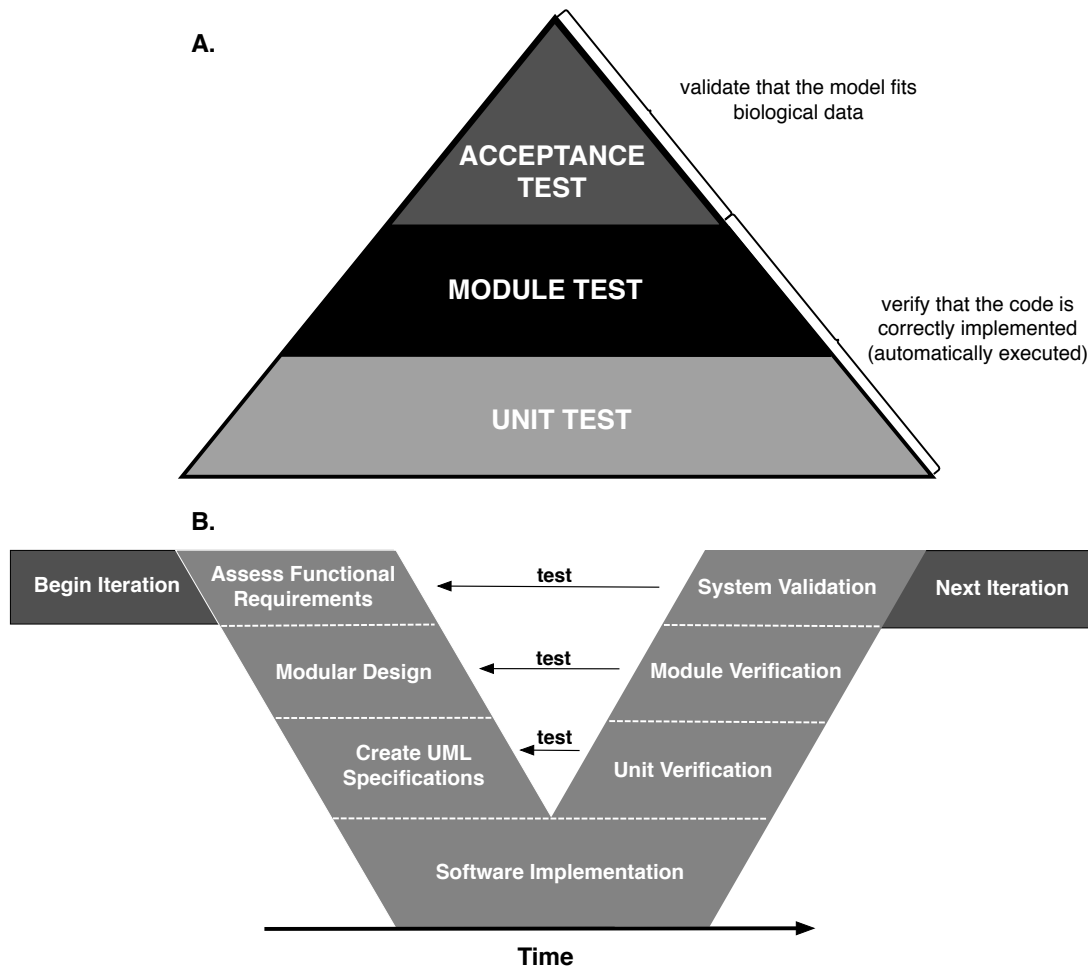 A.
validate that the model fits
biological data
ACCEPTANCE
TEST
MODULE TEST
verify that the code is
correctly implemented
(automatically executed)
UNIT TEST
B.
Begin Iteration
Assess Functional
Requirements
test
System Validation
Next Iteration
Modular Design
test
Module Verification
Create UML
Specifications
test
Unit Verification
Software Implementation
Time